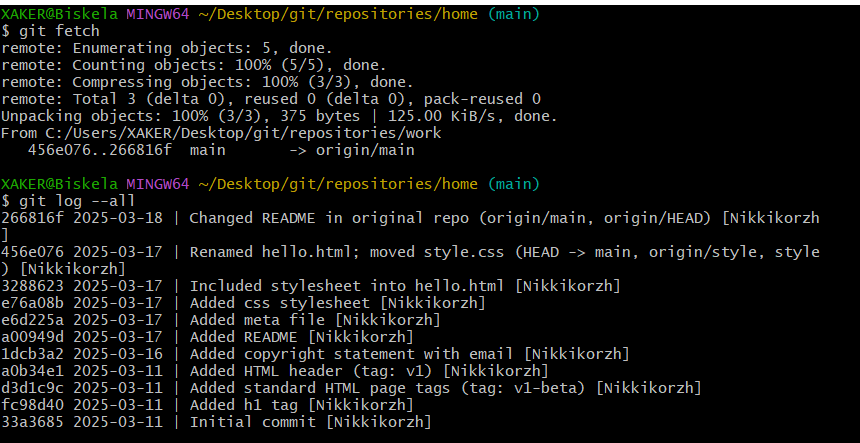 XAKER@Biskela MINGW64 ~/Desktop/git/repositories/home (main)
$ git fetch
remote: Enumerating objects: 5, done.
remote: Counting objects: 100% (5/5), done.
remote: Compressing objects: 100% (3/3), done.
remote: Total 3 (delta 0), reused 0 (delta 0), pack-reused 0
Unpacking objects: 100% (3/3), 375 bytes | 125.00 KiB/s, done.
From C:/Users/XAKER/Desktop/git/repositories/work
   456e076..266816f  main       -> origin/main

XAKER@Biskela MINGW64 ~/Desktop/git/repositories/home (main)
$ git log --all
266816f 2025-03-18 | Changed README in original repo (origin/main, origin/HEAD) [Nikkikorzh
]
456e076 2025-03-17 | Renamed hello.html; moved style.css (HEAD -> main, origin/style, style
) [Nikkikorzh]
3288623 2025-03-17 | Included stylesheet into hello.html [Nikkikorzh]
e76a08b 2025-03-17 | Added css stylesheet [Nikkikorzh]
e6d225a 2025-03-17 | Added meta file [Nikkikorzh]
a00949d 2025-03-17 | Added README [Nikkikorzh]
1dcb3a2 2025-03-16 | Added copyright statement with email [Nikkikorzh]
a0b34e1 2025-03-11 | Added HTML header (tag: v1) [Nikkikorzh]
d3d1c9c 2025-03-11 | Added standard HTML page tags (tag: v1-beta) [Nikkikorzh]
fc98d40 2025-03-11 | Added h1 tag [Nikkikorzh]
33a3685 2025-03-11 | Initial commit [Nikkikorzh]